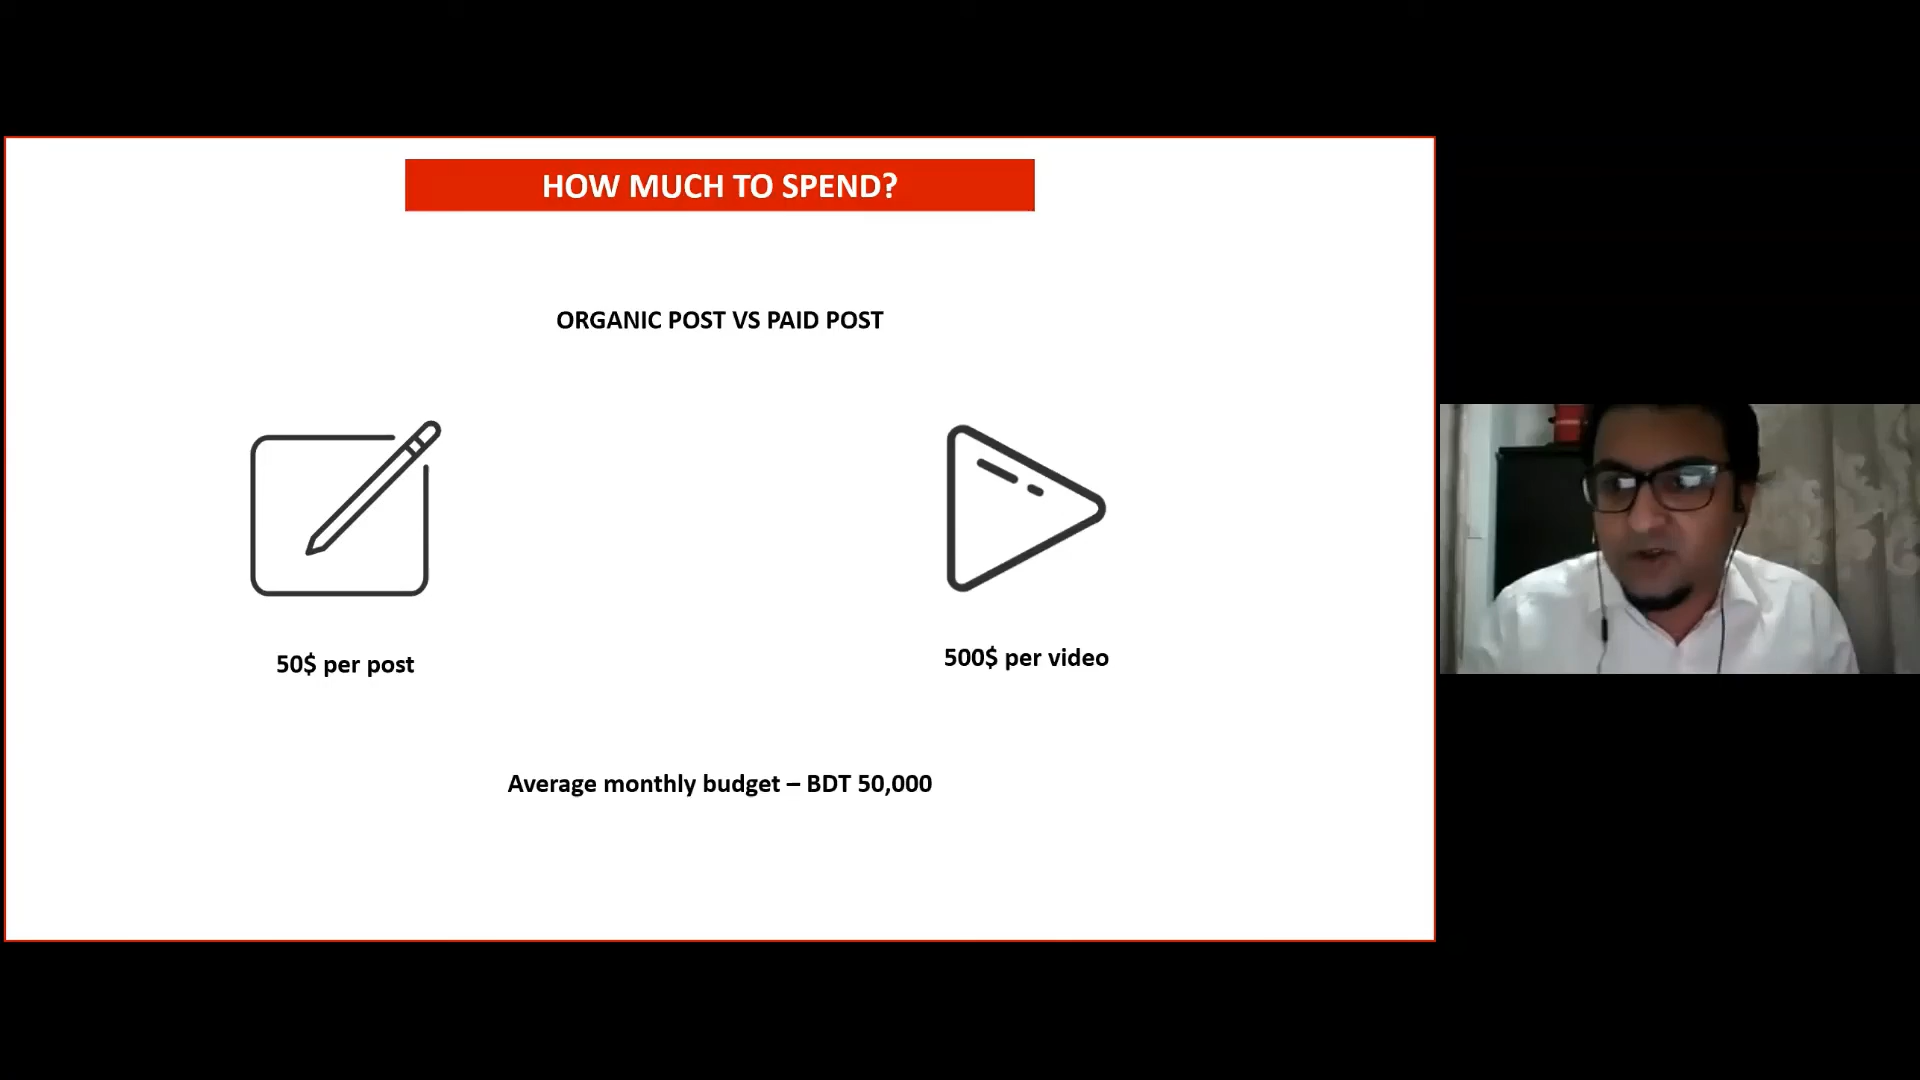 HOW MUCH TO SPEND?
ORGANIC POST VS PAID POST
50$ per post
500$ per video
Average monthly budget – BDT 50,000